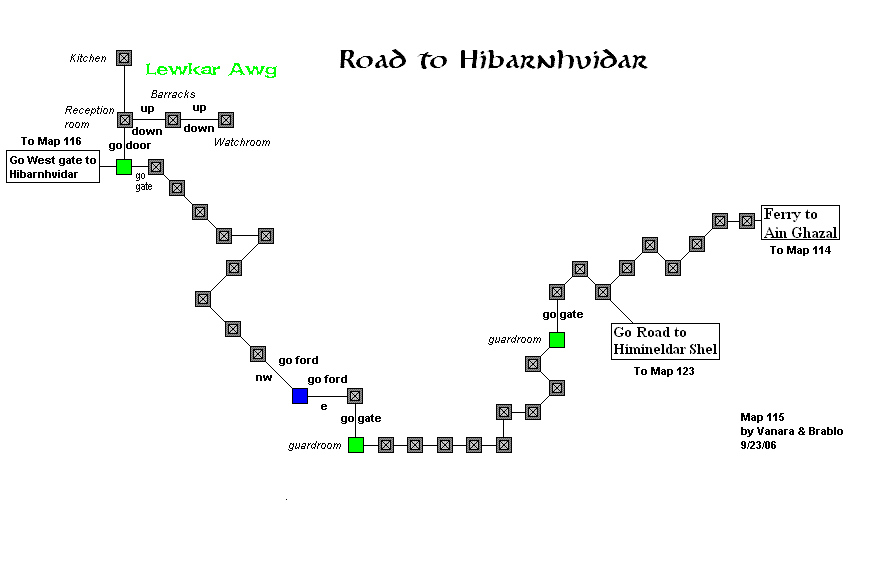 Road to Hibarnhvidar
Kitchen
Lewkar Awg
Barracks
Reception
room
up
up
down
down
Watchroom
To Map 116
go door
Go West gate to
Hibarnhvidar
go
gate
Ferry to
Ain Ghazal
To Map 114
go gate
guardroom
Go Road to
Himineldar Shel
To Map 123
go ford
nw
go ford
e
go gate
guardroom
Map 115
by Vanara & Brablo
9/23/06